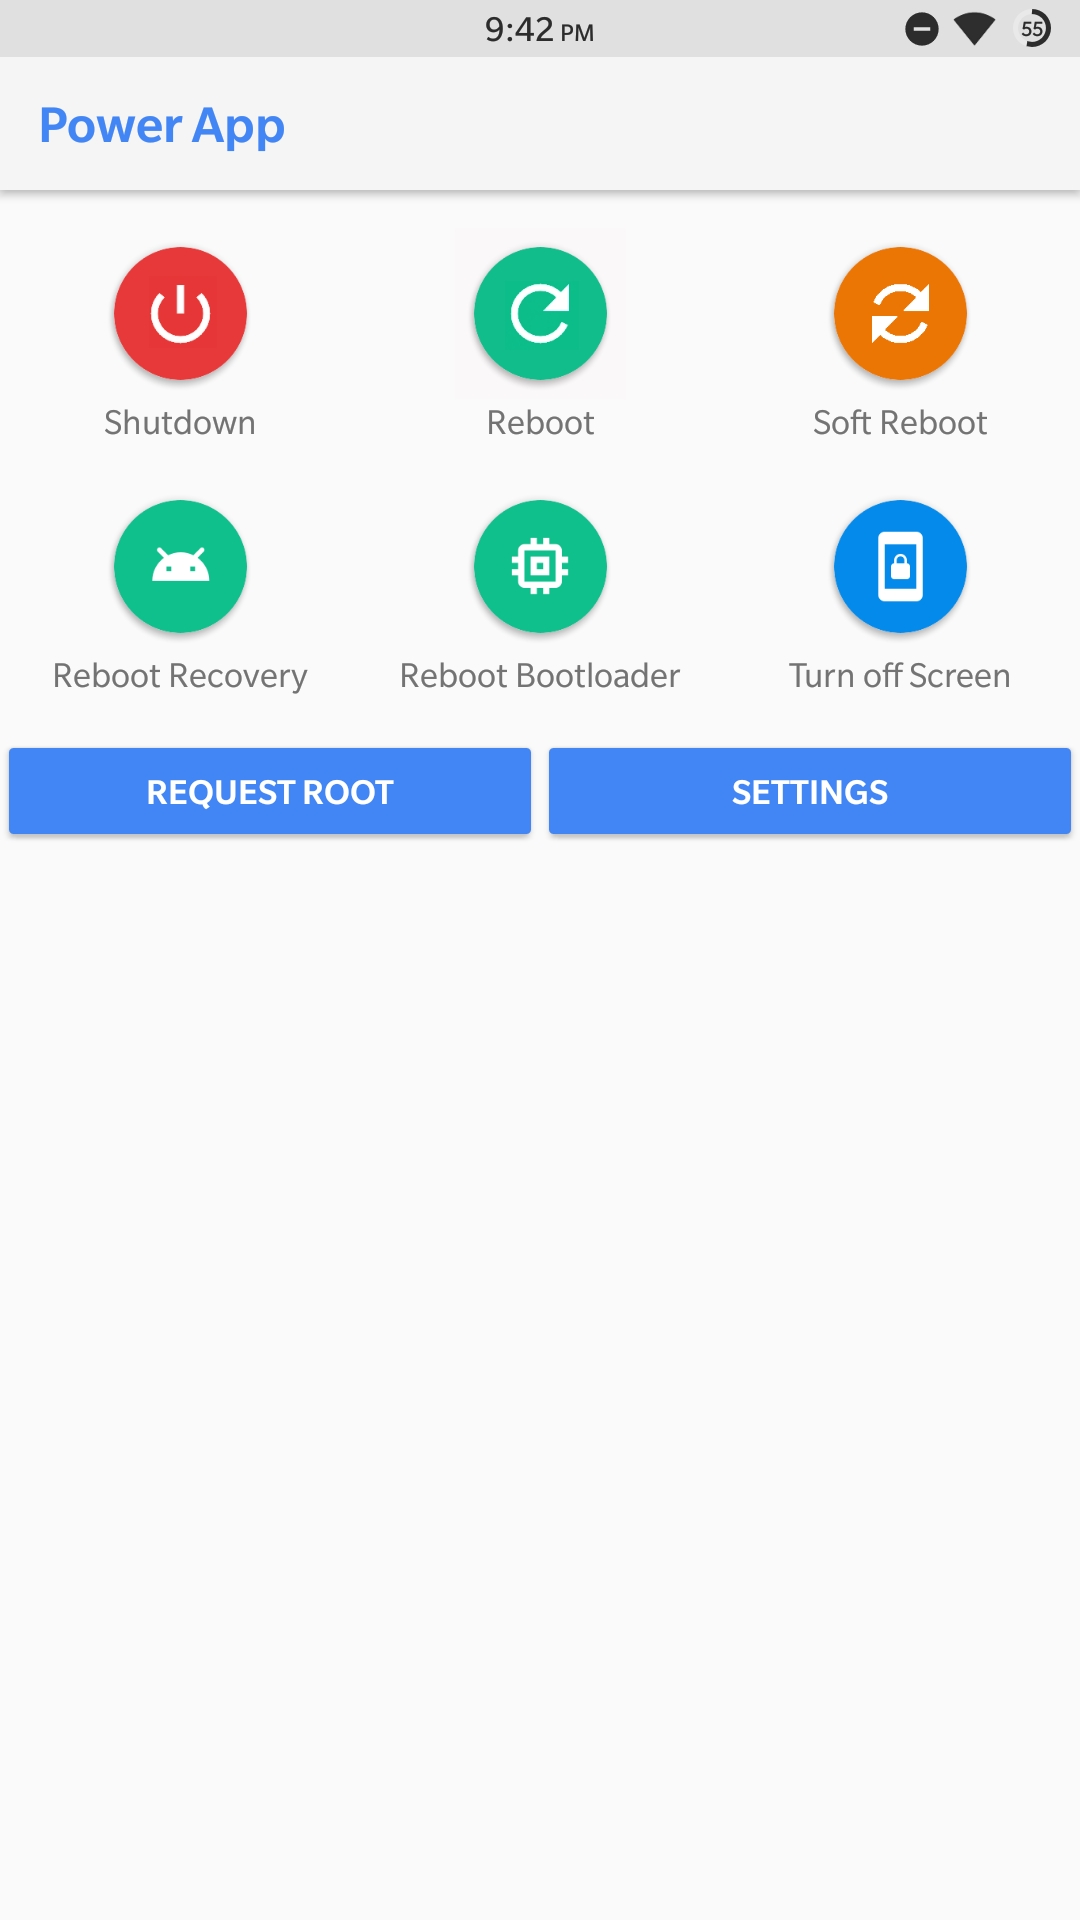 9:42 PM
55
Power App
Shutdown
Reboot
Soft Reboot
Reboot Recovery
Reboot Bootloader
Turn off Screen
REQUEST ROOT
SETTINGS